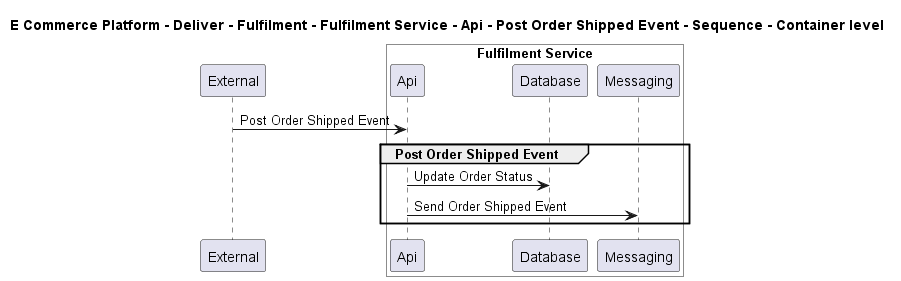 E Commerce Platform - Deliver - Fulfilment - Fulfilment Service - Api - Post Order Shipped Event - Sequence - Container level
Fulfilment Service
External Api Database Messaging
Post Order Shipped Event
Post Order Shipped Event
Update Order Status
Send Order Shipped Event
External Api Database Messaging